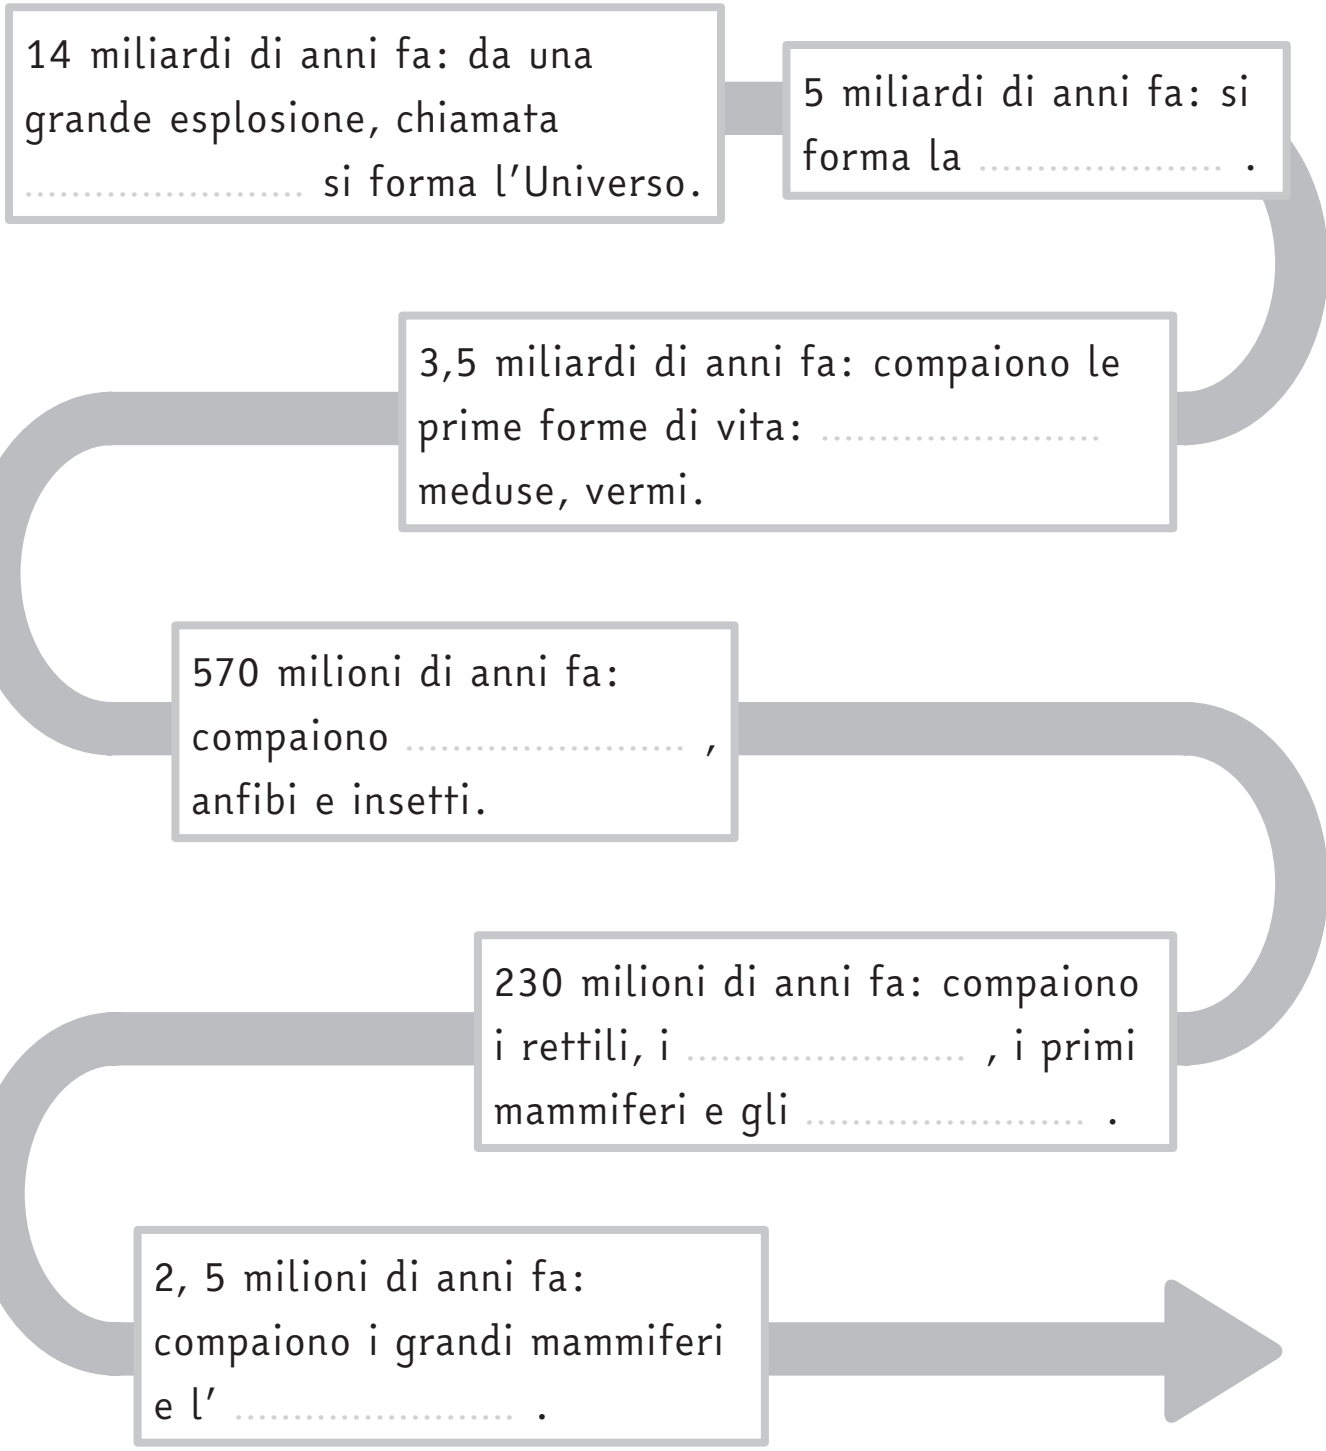 14 miliardi di anni fa: da una
grande esplosione, chiamata
........................ si forma l'Universo.
5 miliardi di anni fa: si
forma la ..................... .
3,5 miliardi di anni fa: compaiono le
prime forme di vita: ........................
meduse, vermi.
570 milioni di anni fa:
compaiono ........................ ,
anfibi e insetti.
230 milioni di anni fa: compaiono
i rettili, i ........................ , i primi
mammiferi e gli ........................ .
2, 5 milioni di anni fa:
compaiono i grandi mammiferi
e l' ........................ .